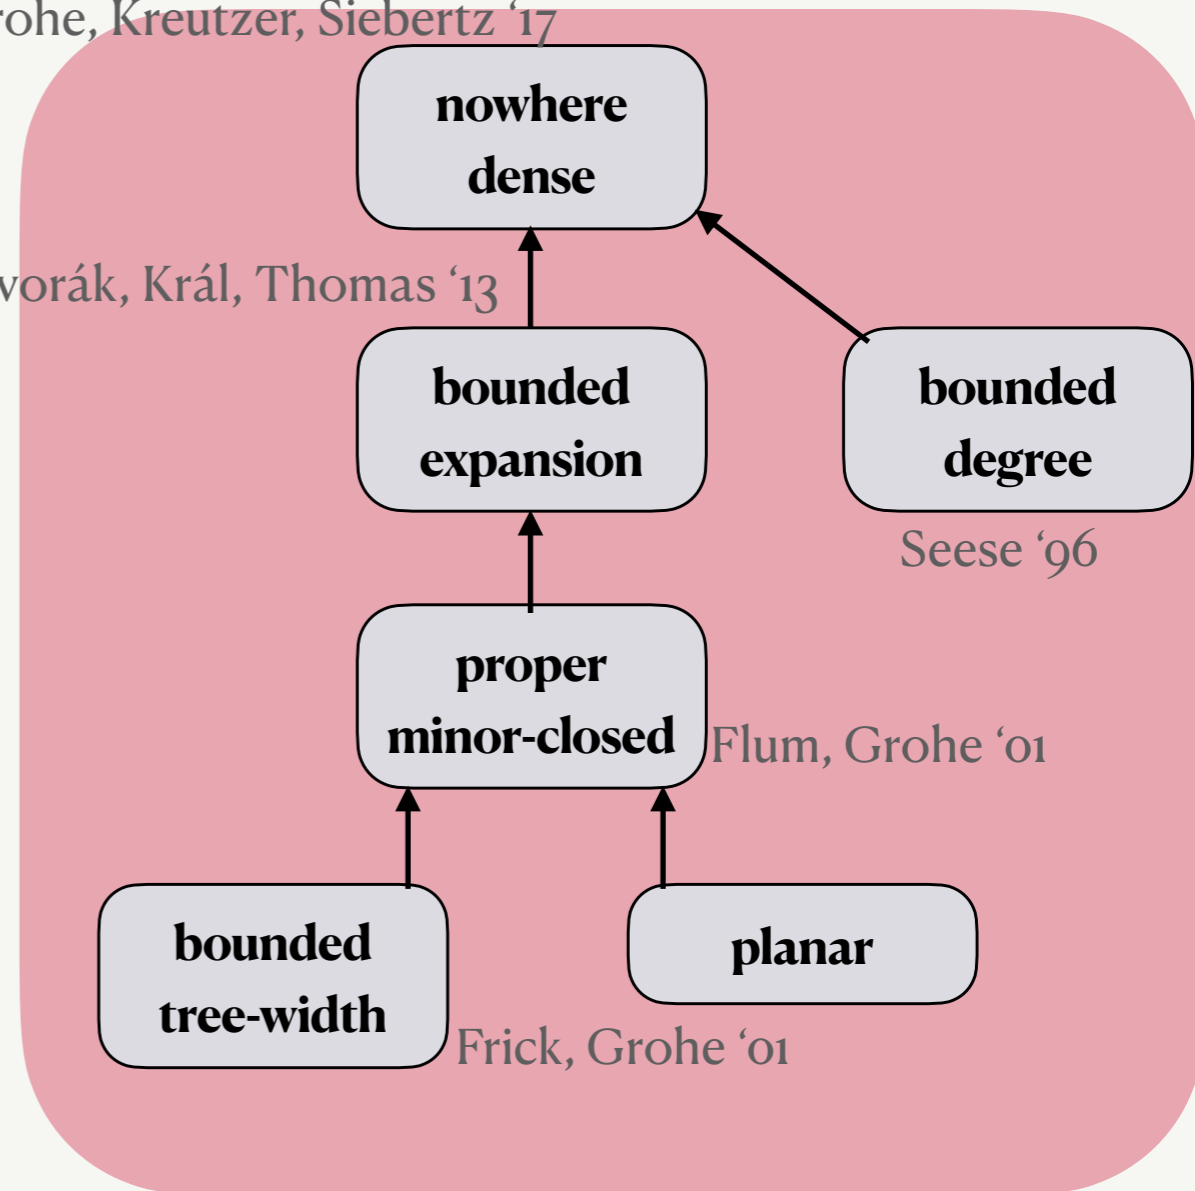 rohe, Kreutzer, Siebertz ‘17
nowhere
dense
vorák, Král, Thomas ‘13
bounded
expansion
bounded
degree
Seese ‘96
proper
minor-closed
Flum, Grohe ‘01
bounded
tree-width
planar
Frick, Grohe ‘01